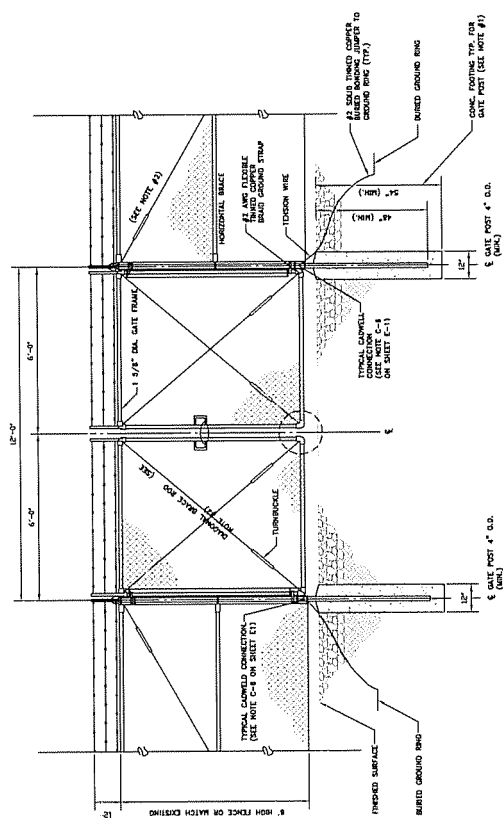 12'-0"
6'-0"
6'-0"
1 5/8" DIA. GATE FRAME
(SEE NOTE #2)
HORIZONTAL BRACE
#2 AWG FLEXIBLE
TINNED COPPER
BRAID GROUND STRAP
TENSION WIRE
#2 SOLID TINNED COPPER
BURIED BONDING JUMPER TO
GROUND RING (TYP.)
BURIED GROUND RING
CONC. FOOTING TYP. FOR
GATE POST (SEE NOTE #1)
54" (MIN.)
48" (MIN.)
12"
℄ GATE POST 4" O.D.
(MIN.)
TYPICAL CADWELD
CONNECTION
(SEE NOTE C-8
ON SHEET E-1)
DIAGONAL BRACE ROD (SEE
NOTE #2)
TURNBUCKLE
TYPICAL CADWELD CONNECTION
(SEE NOTE C-8 ON SHEET E1)
12"
℄ GATE POST 4" O.D.
(MIN.)
FINISHED SURFACE
BURIED GROUND RING
HIGH FENCE OR MATCH EXISTING